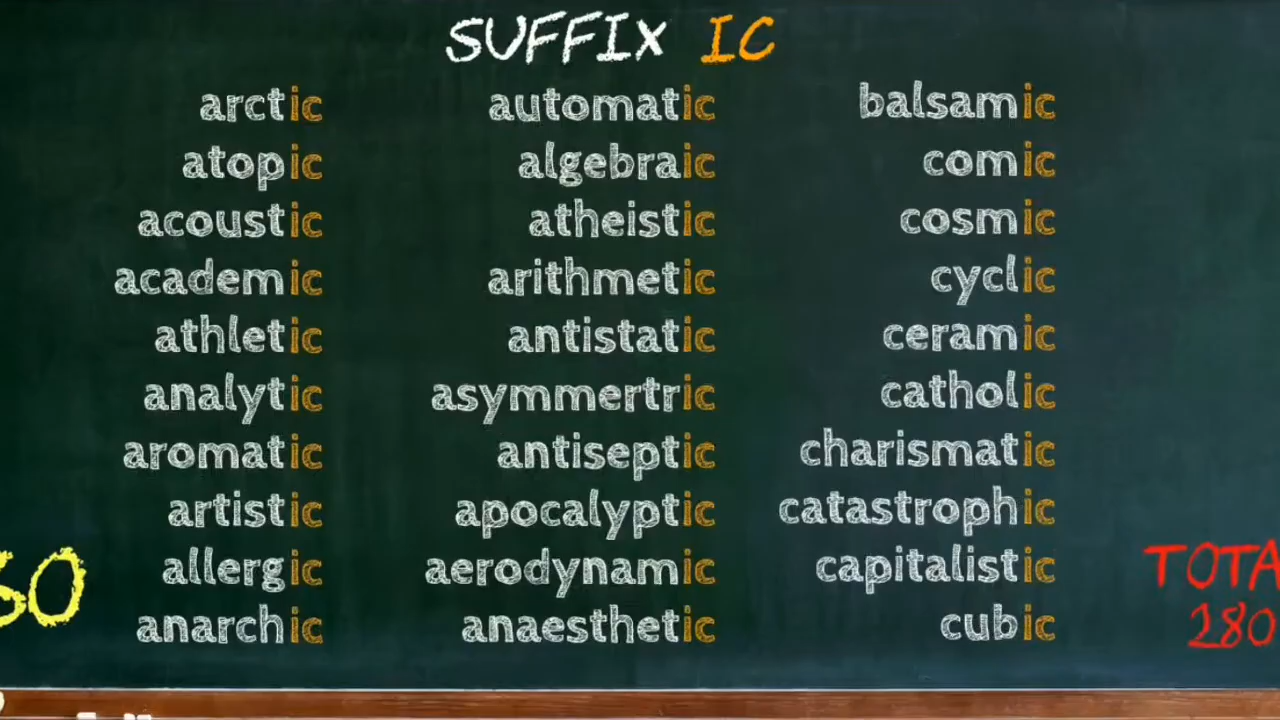 SUFFIX IC
arctic
atopic
acoustic
academic
athletic
analytic
aromatic
artistic
allergic
anarchic
automatic
algebraic
atheistic
arithmetic
antistatic
asymmertric
antiseptic
apocalyptic
aerodynamic
anaesthetic
balsamic
comic
cosmic
cyclic
ceramic
catholic
charismatic
catastrophic
capitalistic
cubic
TOTA
280